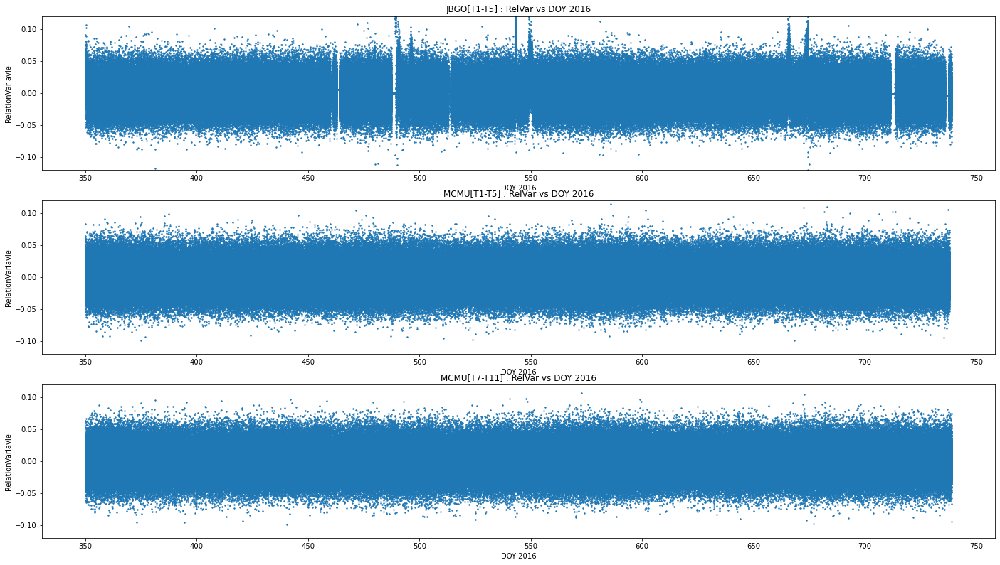 JBGO[T1-T5] : RelVar vs DOY 2016
0.10
0.05
0.00
−0.05
−0.10
RelationVariavle
350 400 450 500 550 600 650 700 750
DOY 2016
MCMU[T1-T5] : RelVar vs DOY 2016
0.10
0.05
0.00
−0.05
−0.10
RelationVariavle
350 400 450 500 550 600 650 700 750
DOY 2016
MCMU[T7-T11] : RelVar vs DOY 2016
0.10
0.05
0.00
−0.05
−0.10
RelationVariavle
350 400 450 500 550 600 650 700 750
DOY 2016